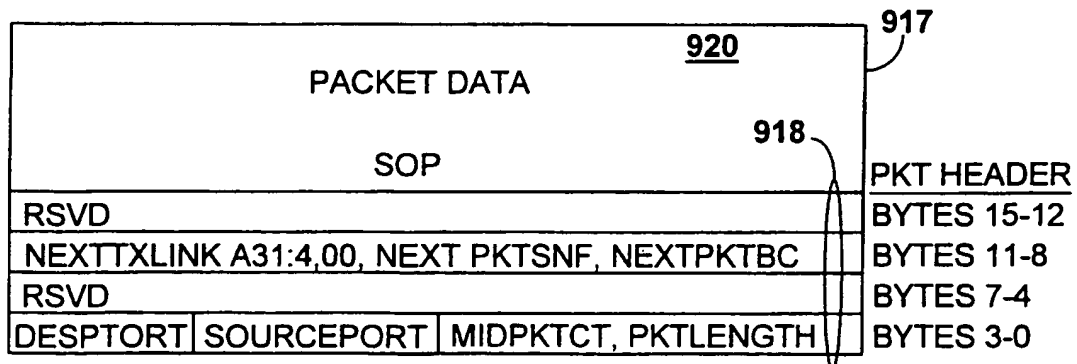 917
920
PACKET DATA
918
SOP
PKT HEADER
RSVD BYTES 15-12
NEXTTXLINK A31:4,00, NEXT PKTSNF, NEXTPKTBC BYTES 11-8
RSVD BYTES 7-4
DESPTORT SOURCEPORT MIDPKTCT, PKTLENGTH BYTES 3-0